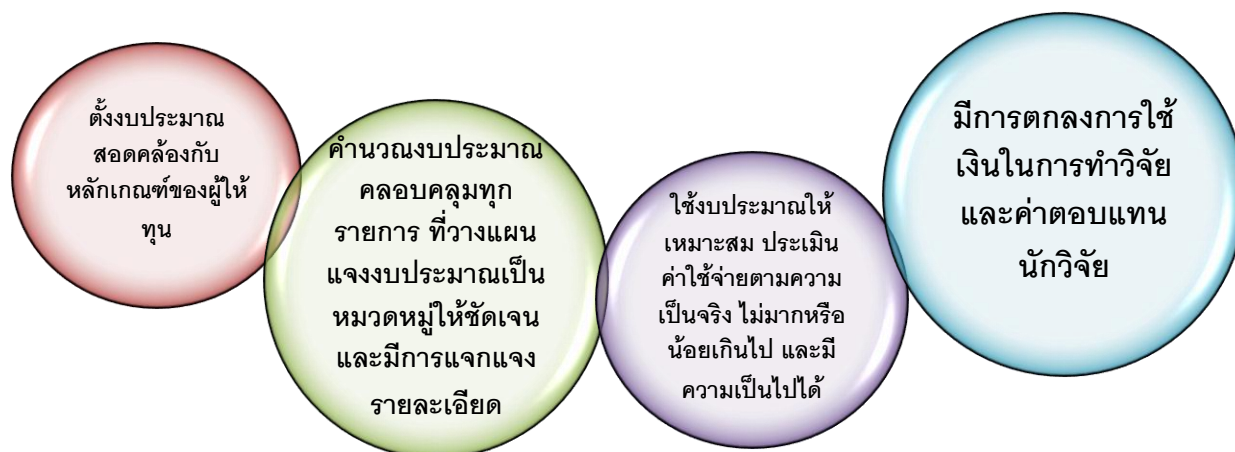 ตั้งงบประมาณ
สอดคล้องกับ
หลักเกณฑ์ของผู้ให้
ทุน
คำนวณงบประมาณ
คลอบคลุมทุก
รายการ ที่วางแผน
แจงงบประมาณเป็น
หมวดหมู่ให้ชัดเจน
และมีการแจกแจง
รายละเอียด
ใช้งบประมาณให้
เหมาะสม ประเมิน
ค่าใช้จ่ายตามความ
เป็นจริง ไม่มากหรือ
น้อยเกินไป และมี
ความเป็นไปได้
มีการตกลงการใช้
เงินในการทำวิจัย
และค่าตอบแทน
นักวิจัย